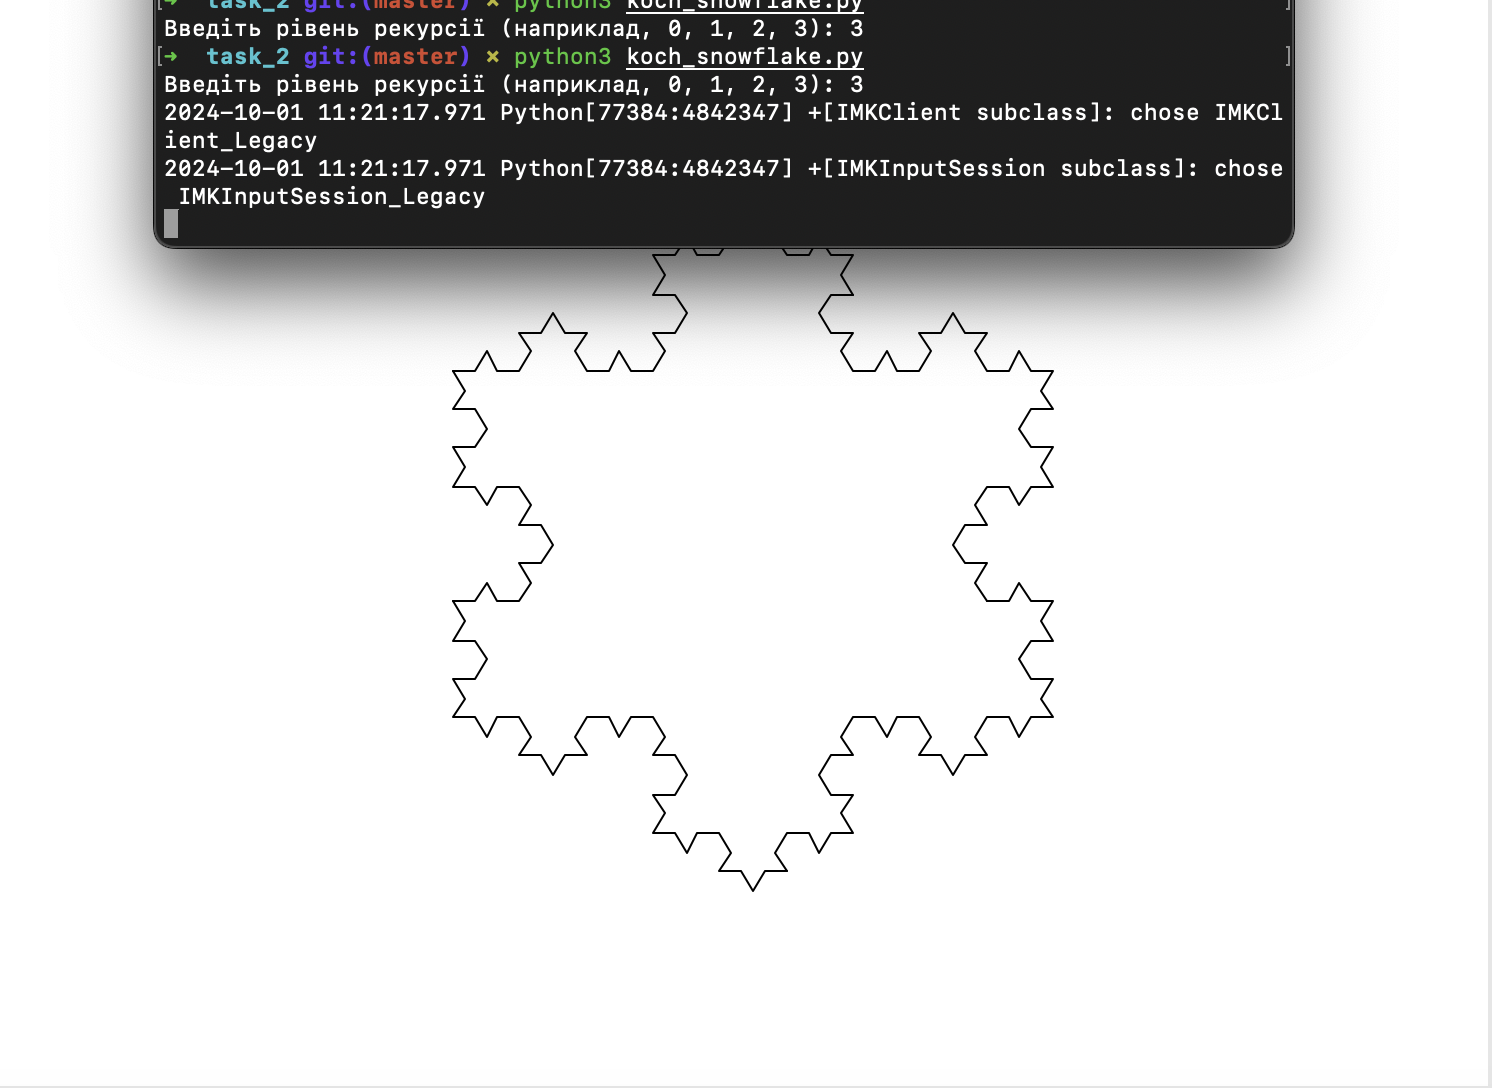 [➜  task_2 git:(master) × python3 koch_snowflake.py ]
Введіть рівень рекурсії (наприклад, 0, 1, 2, 3): 3
[➜  task_2 git:(master) × python3 koch_snowflake.py ]
Введіть рівень рекурсії (наприклад, 0, 1, 2, 3): 3
2024-10-01 11:21:17.971 Python[77384:4842347] +[IMKClient subclass]: chose IMKCl
ient_Legacy
2024-10-01 11:21:17.971 Python[77384:4842347] +[IMKInputSession subclass]: chose
 IMKInputSession_Legacy